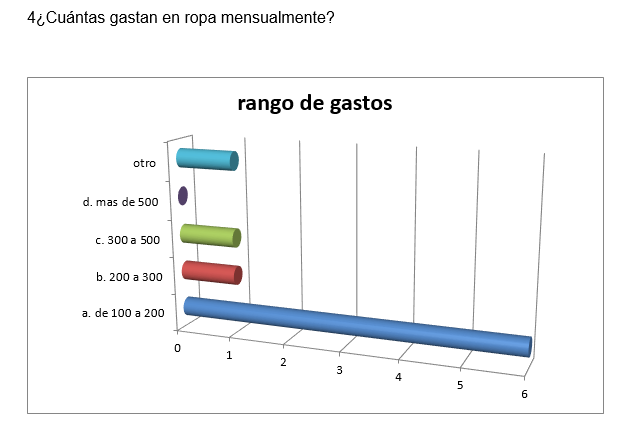 4¿Cuántas gastan en ropa mensualmente?
rango de gastos
otro
d. mas de 500
c. 300 a 500
b. 200 a 300
a. de 100 a 200
0 1 2 3 4 5 6